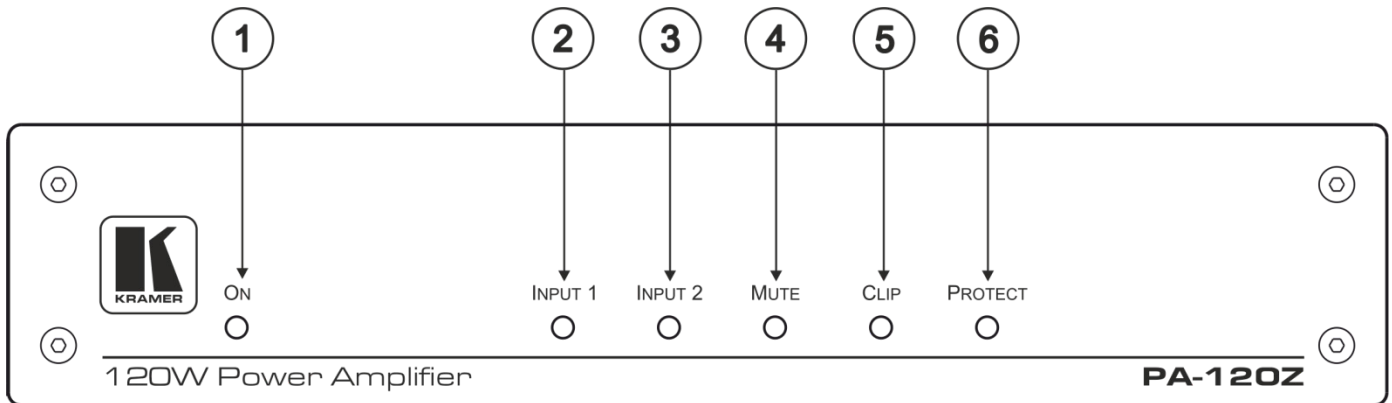 1 2 3 4 5 6
ON INPUT 1 INPUT 2 MUTE CLIP PROTECT
KRAMER
120W Power Amplifier PA-120Z